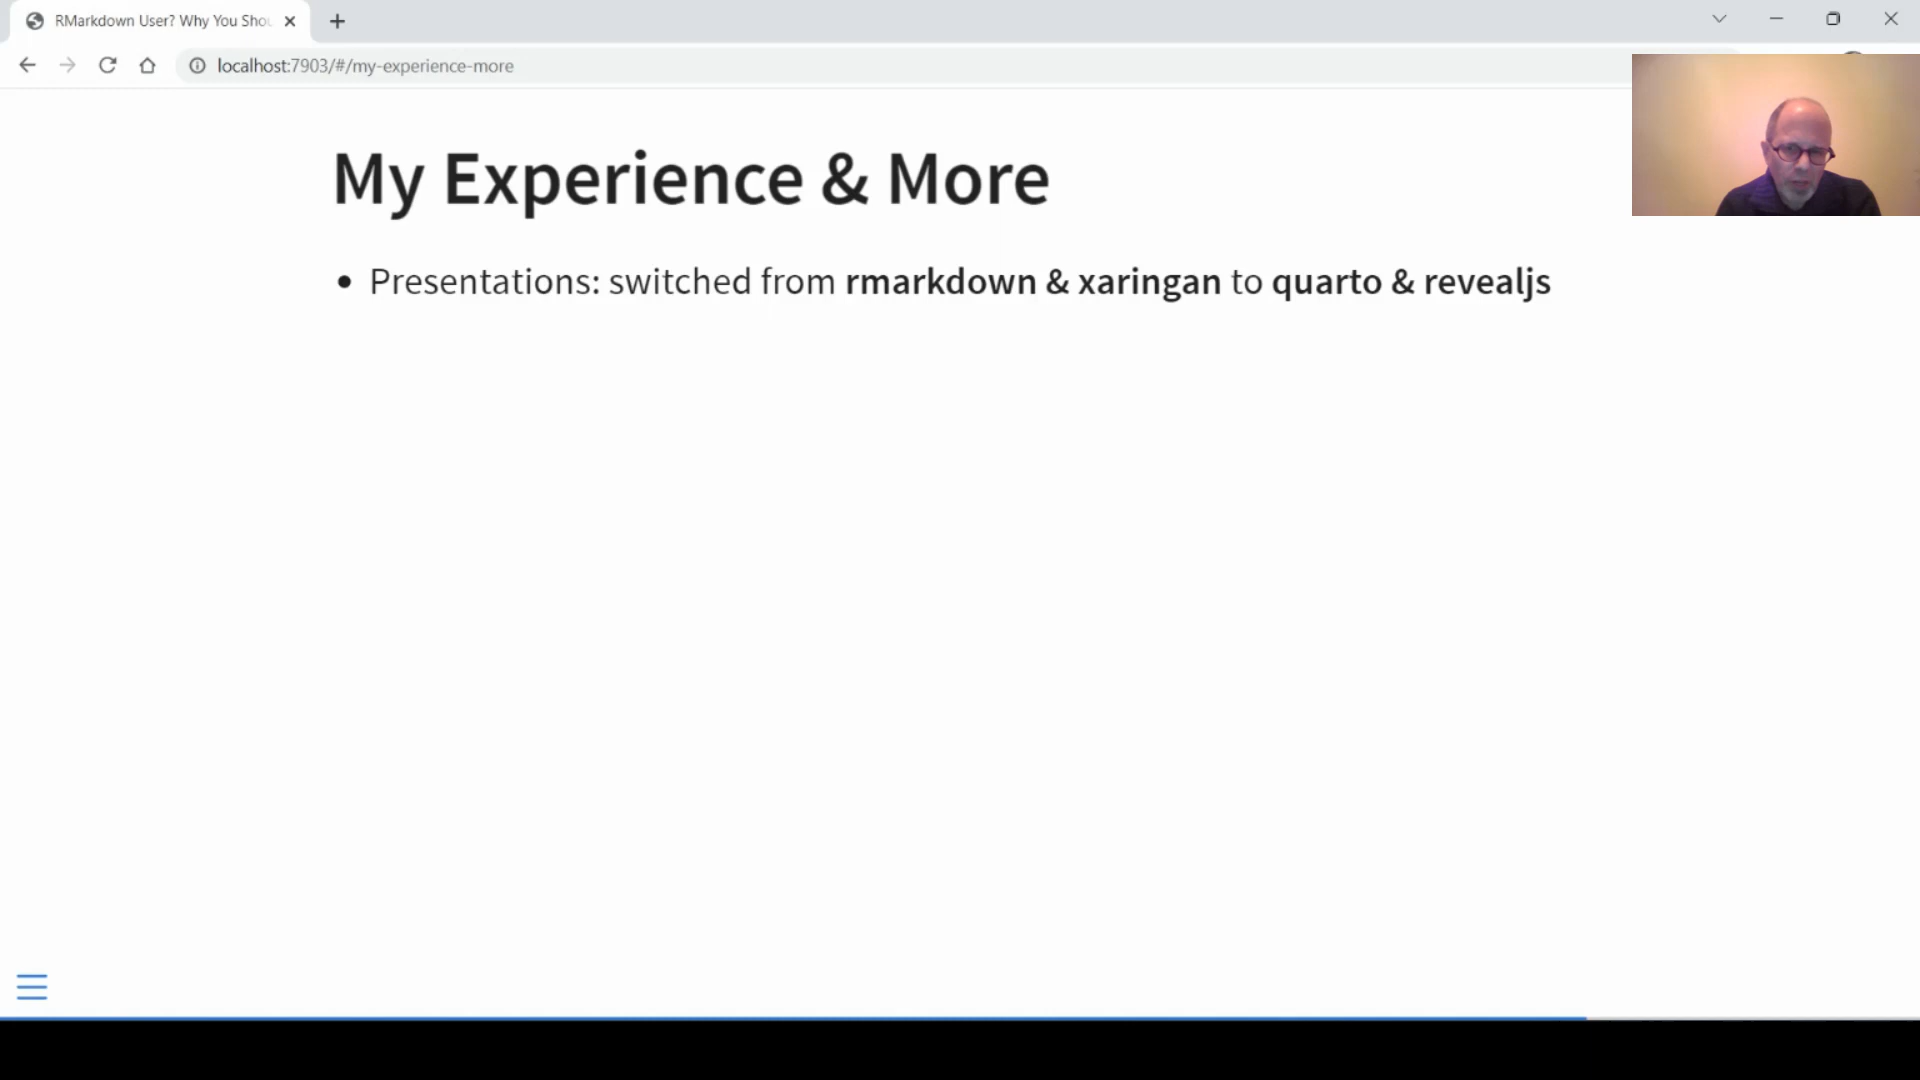 RMarkdown User? Why You Shou
localhost:7903/#/my-experience-more
My Experience & More
• Presentations: switched from rmarkdown & xaringan to quarto & revealjs